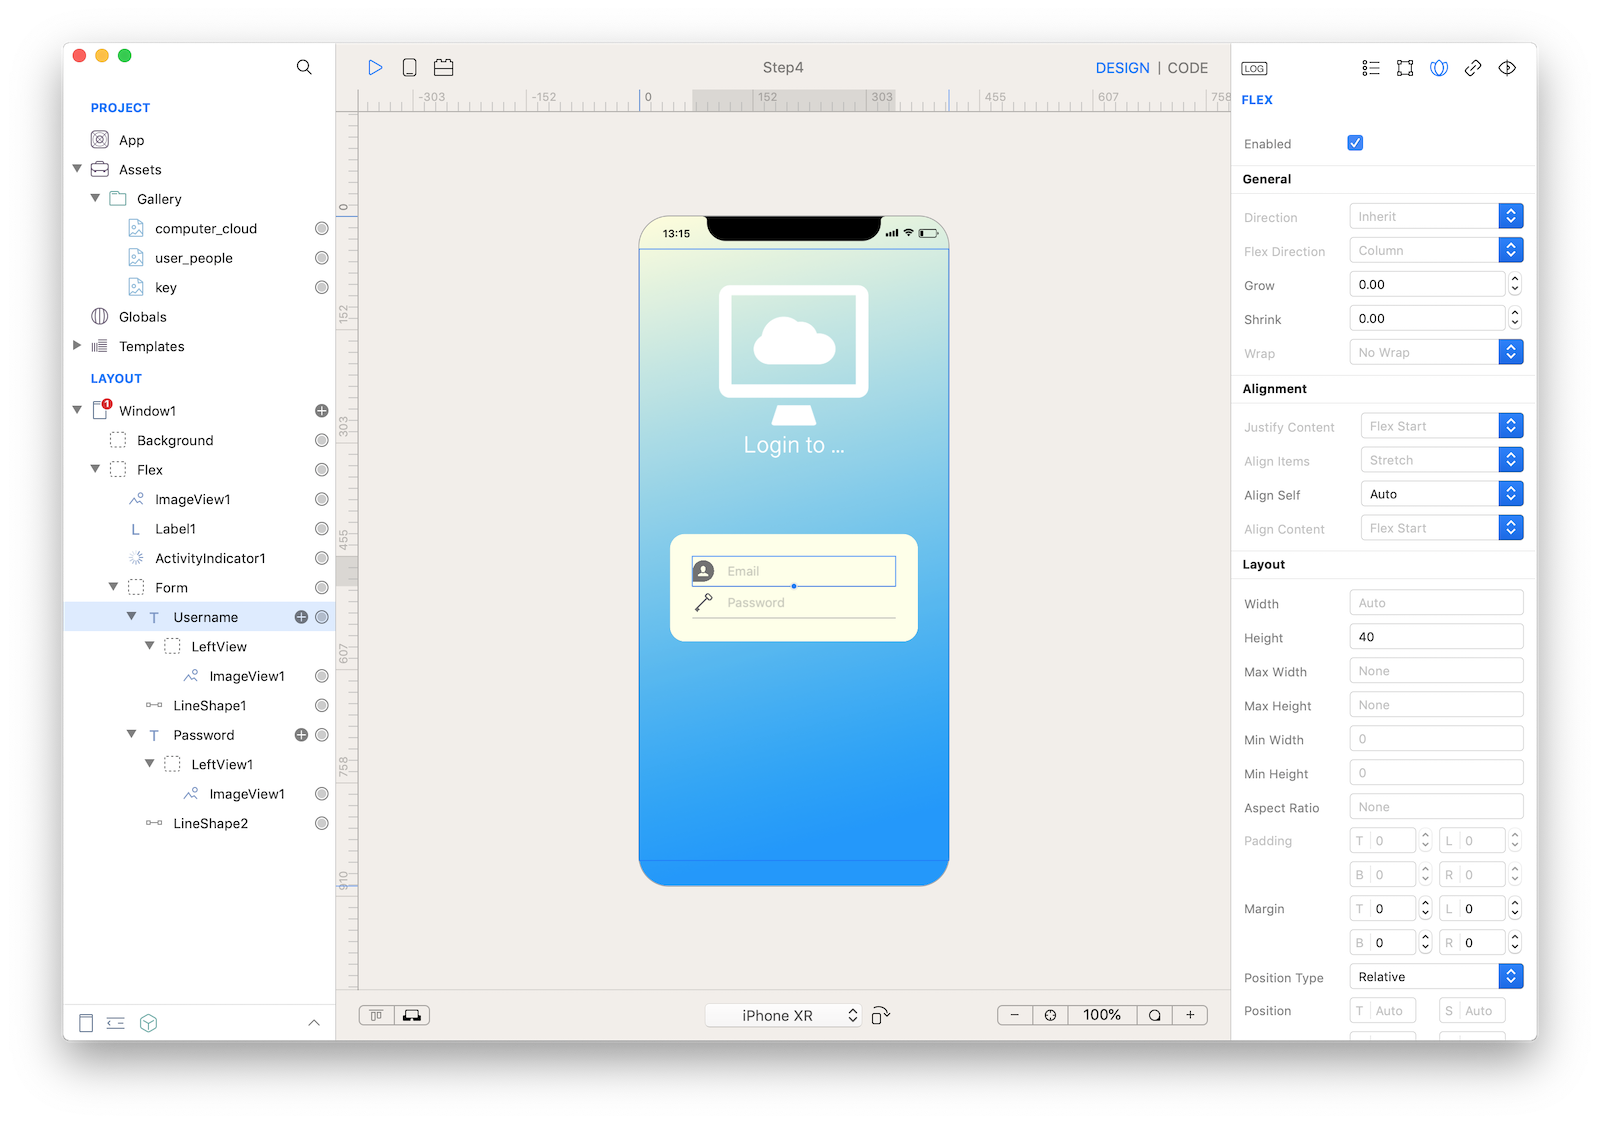 Step4
DESIGN | CODE
LOG
PROJECT
App
Assets
Gallery
computer_cloud
user_people
key
Globals
Templates
LAYOUT
1
Window1
Background
Flex
ImageView1
Label1
ActivityIndicator1
Form
Username
LeftView
ImageView1
LineShape1
Password
LeftView1
ImageView1
LineShape2
-303 -152 0 152 303 455 607 758
0
152
303
455
607
758
910
13:15
Login to ...
Email
Password
iPhone XR
− 100% +
FLEX
Enabled
General
Direction Inherit
Flex Direction Column
Grow 0.00
Shrink 0.00
Wrap No Wrap
Alignment
Justify Content Flex Start
Align Items Stretch
Align Self Auto
Align Content Flex Start
Layout
Width Auto
Height 40
Max Width None
Max Height None
Min Width 0
Min Height 0
Aspect Ratio None
Padding T 0 L 0
B 0 R 0
Margin T 0 L 0
B 0 R 0
Position Type Relative
Position T Auto S Auto